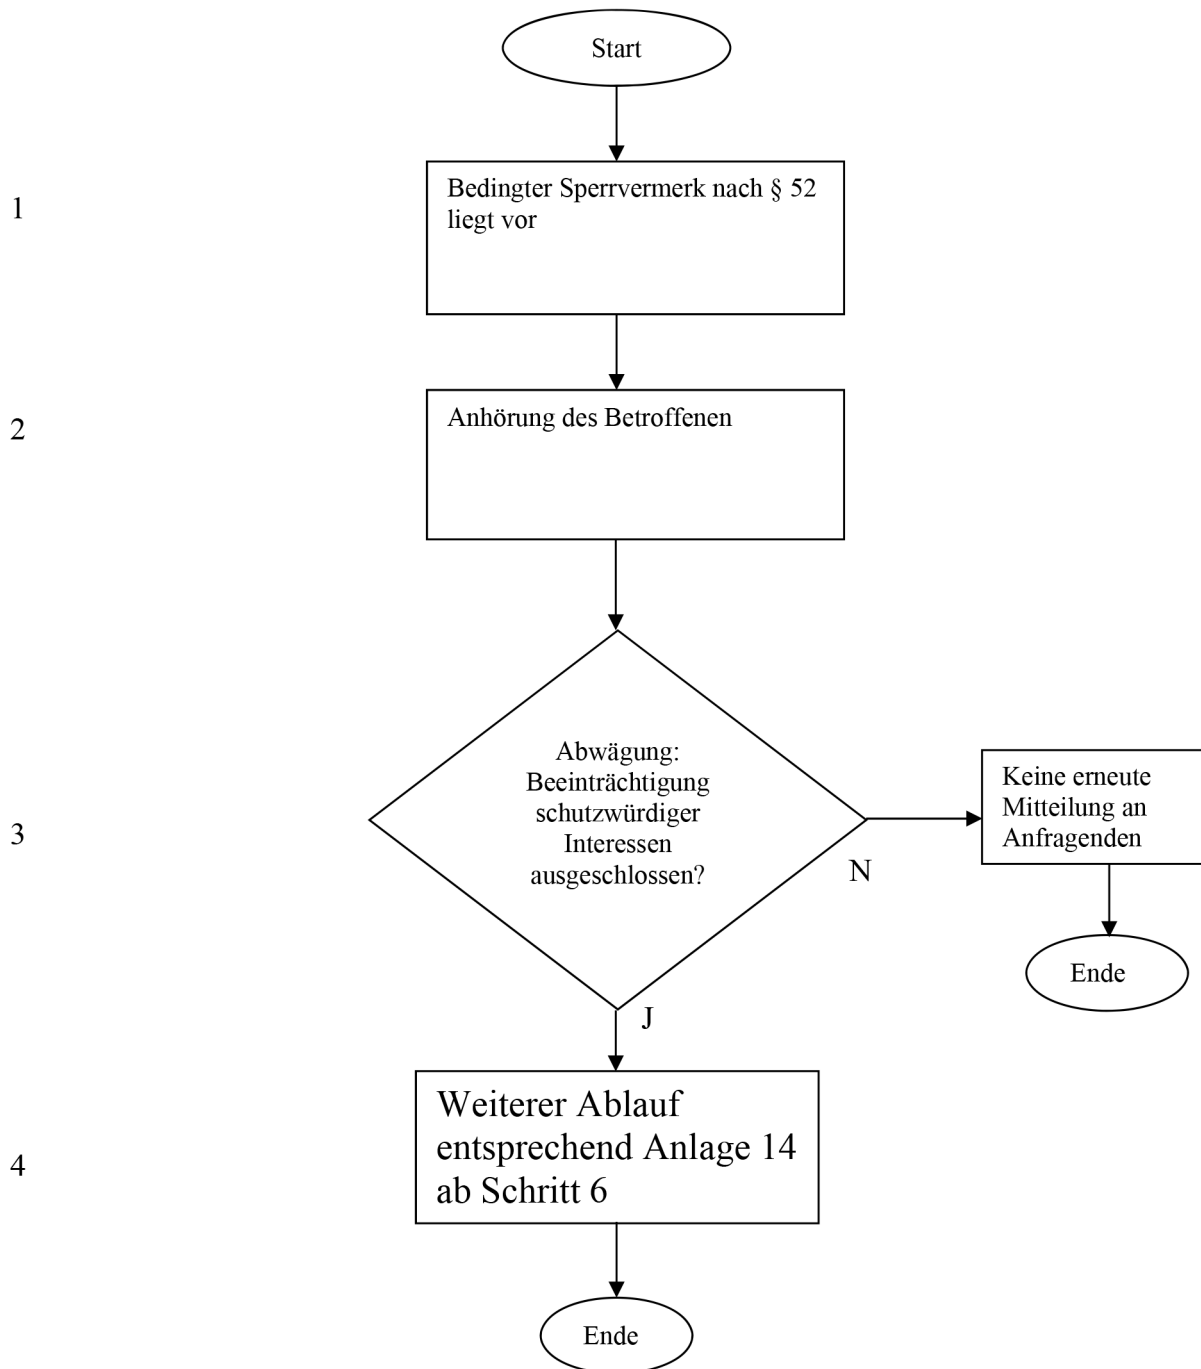 Start
1
Bedingter Sperrvermerk nach § 52
liegt vor
2
Anhörung des Betroffenen
3
Abwägung:
Beeinträchtigung
schutzwürdiger
Interessen
ausgeschlossen?
N
Keine erneute
Mitteilung an
Anfragenden
Ende
J
4
Weiterer Ablauf
entsprechend Anlage 14
ab Schritt 6
Ende